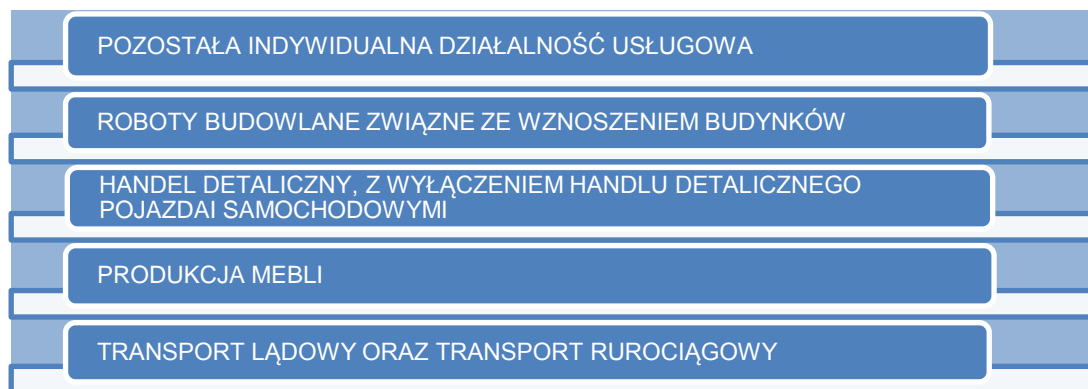 POZOSTAŁA INDYWIDUALNA DZIAŁALNOŚĆ USŁUGOWA
ROBOTY BUDOWLANE ZWIĄZNE ZE WZNOSZENIEM BUDYNKÓW
HANDEL DETALICZNY, Z WYŁĄCZENIEM HANDLU DETALICZNEGO
POJAZDAI SAMOCHODOWYMI
PRODUKCJA MEBLI
TRANSPORT LĄDOWY ORAZ TRANSPORT RUROCIĄGOWY